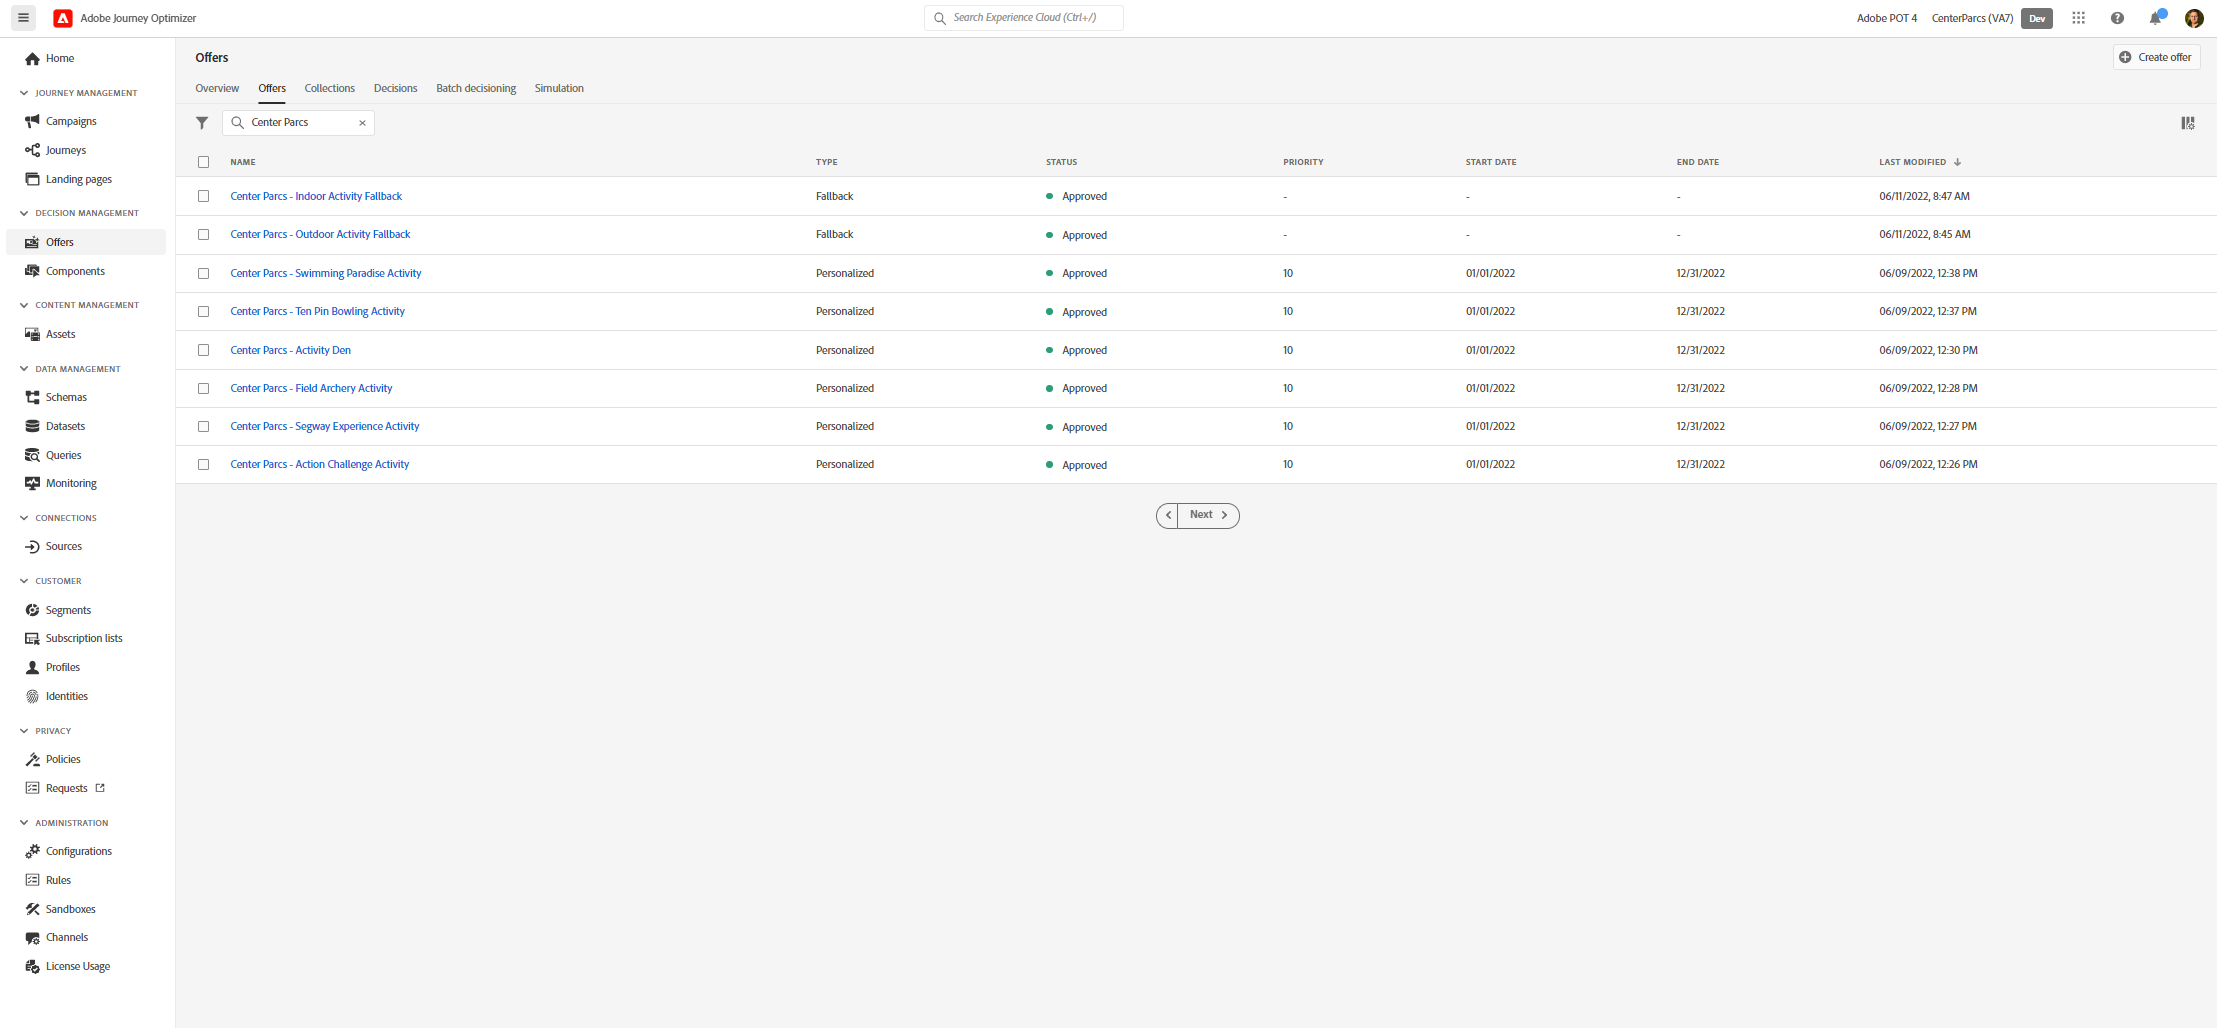 Adobe Journey Optimizer
Search Experience Cloud (Ctrl+/)
Adobe POT 4
CenterParcs (VA7)
Dev
Home
JOURNEY MANAGEMENT
Campaigns
Journeys
Landing pages
DECISION MANAGEMENT
Offers
Components
CONTENT MANAGEMENT
Assets
DATA MANAGEMENT
Schemas
Datasets
Queries
Monitoring
CONNECTIONS
Sources
CUSTOMER
Segments
Subscription lists
Profiles
Identities
PRIVACY
Policies
Requests
ADMINISTRATION
Configurations
Rules
Sandboxes
Channels
License Usage
Offers
Create offer
Overview Offers Collections Decisions Batch decisioning Simulation
Center Parcs
NAME TYPE STATUS PRIORITY START DATE END DATE LAST MODIFIED
Center Parcs - Indoor Activity Fallback Fallback Approved - - - 06/11/2022, 8:47 AM
Center Parcs - Outdoor Activity Fallback Fallback Approved - - - 06/11/2022, 8:45 AM
Center Parcs - Swimming Paradise Activity Personalized Approved 10 01/01/2022 12/31/2022 06/09/2022, 12:38 PM
Center Parcs - Ten Pin Bowling Activity Personalized Approved 10 01/01/2022 12/31/2022 06/09/2022, 12:37 PM
Center Parcs - Activity Den Personalized Approved 10 01/01/2022 12/31/2022 06/09/2022, 12:30 PM
Center Parcs - Field Archery Activity Personalized Approved 10 01/01/2022 12/31/2022 06/09/2022, 12:28 PM
Center Parcs - Segway Experience Activity Personalized Approved 10 01/01/2022 12/31/2022 06/09/2022, 12:27 PM
Center Parcs - Action Challenge Activity Personalized Approved 10 01/01/2022 12/31/2022 06/09/2022, 12:26 PM
Next